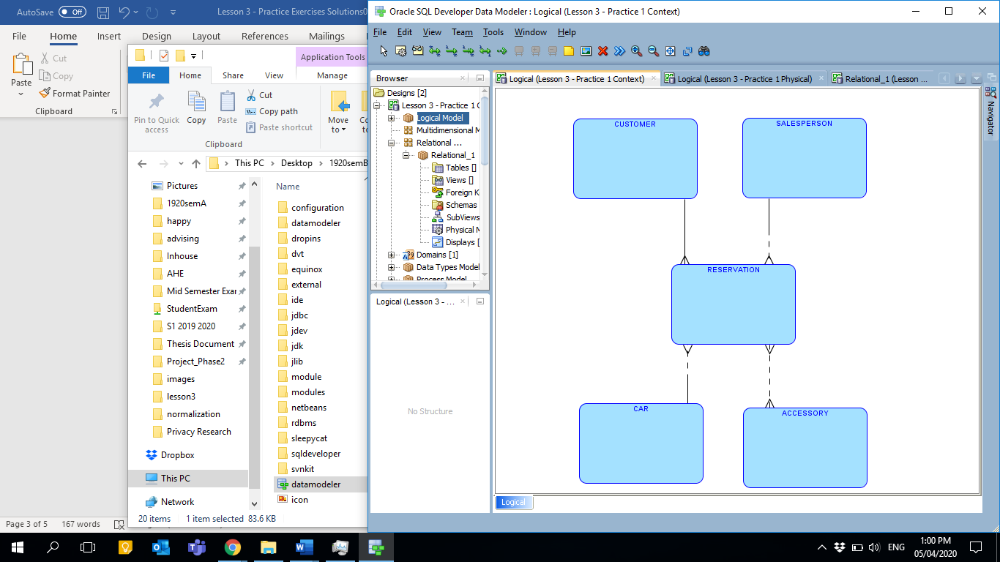 AutoSave Off
Lesson 3 - Practice Exercises Solutions0
File Home Insert Design Layout References Mailings
Paste
Cut
Copy
Format Painter
Clipboard
Page 3 of 5 167 words
Application Tools
File Home Share View Manage
Pin to Quick access
Copy
Paste
Cut
Copy path
Paste shortcut
Move to
Clipboard
This PC > Desktop > 1920semB
Pictures
1920semA
happy
advising
Inhouse
AHE
Mid Semester Exar
StudentExam
S1 2019 2020
Thesis Document
Project_Phase2
images
lesson3
normalization
Privacy Research
Dropbox
This PC
Network
Name
configuration
datamodeler
dropins
dvt
equinox
external
ide
jdbc
jdev
jdk
jlib
module
modules
netbeans
rdbms
sleepycat
sqldeveloper
svnkit
datamodeler
icon
20 items 1 item selected 83.6 KB
Oracle SQL Developer Data Modeler : Logical (Lesson 3 - Practice 1 Context)
File Edit View Team Tools Window Help
Browser
Designs [2]
Lesson 3 - Practice 1 C
Logical Model
Multidimensional M
Relational ...
Relational_1
Tables []
Views []
Foreign K
Schemas
SubViews
Physical M
Displays [
Domains [1]
Data Types Model
Process Model
Logical (Lesson 3 - ...
No Structure
Logical (Lesson 3 - Practice 1 Context)
Logical (Lesson 3 - Practice 1 Physical)
Relational_1 (Lesson ...
Navigator
CUSTOMER
SALESPERSON
RESERVATION
CAR
ACCESSORY
Logical
ENG
1:00 PM
05/04/2020